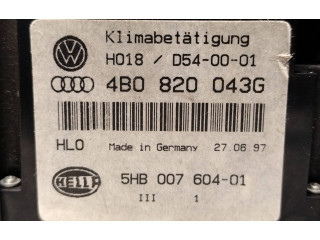 Klimabetätigung
H018 / D54-00-01
4B0 820 043G
HLO Made in Germany 27.06.97
HELLA 5HB 007 604-01
III 1